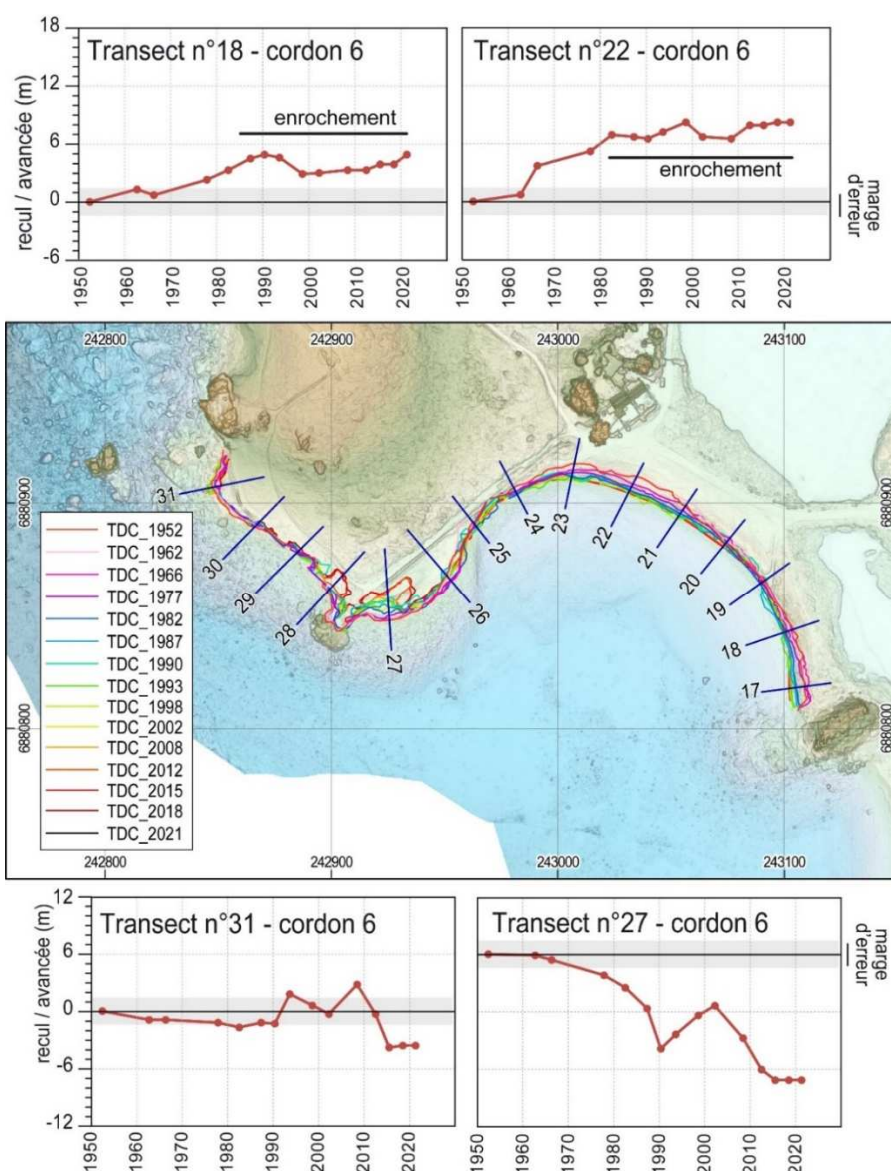 Transect n°18 - cordon 6
enrochement
recul / avancée (m)
18
12
6
0
-6
1950
1960
1970
1980
1990
2000
2010
2020
Transect n°22 - cordon 6
enrochement
marge
d'erreur
1950
1960
1970
1980
1990
2000
2010
2020
242800
242900
243000
243100
6880900
6880800
6880900
6880800
31
30
29
28
27
26
25
24
23
22
21
20
19
18
17
TDC_1952
TDC_1962
TDC_1966
TDC_1977
TDC_1982
TDC_1987
TDC_1990
TDC_1993
TDC_1998
TDC_2002
TDC_2008
TDC_2012
TDC_2015
TDC_2018
TDC_2021
242800
242900
243000
243100
Transect n°31 - cordon 6
recul / avancée (m)
12
6
0
-6
-12
1950
1960
1970
1980
1990
2000
2010
2020
Transect n°27 - cordon 6
marge
d'erreur
1950
1960
1970
1980
1990
2000
2010
2020